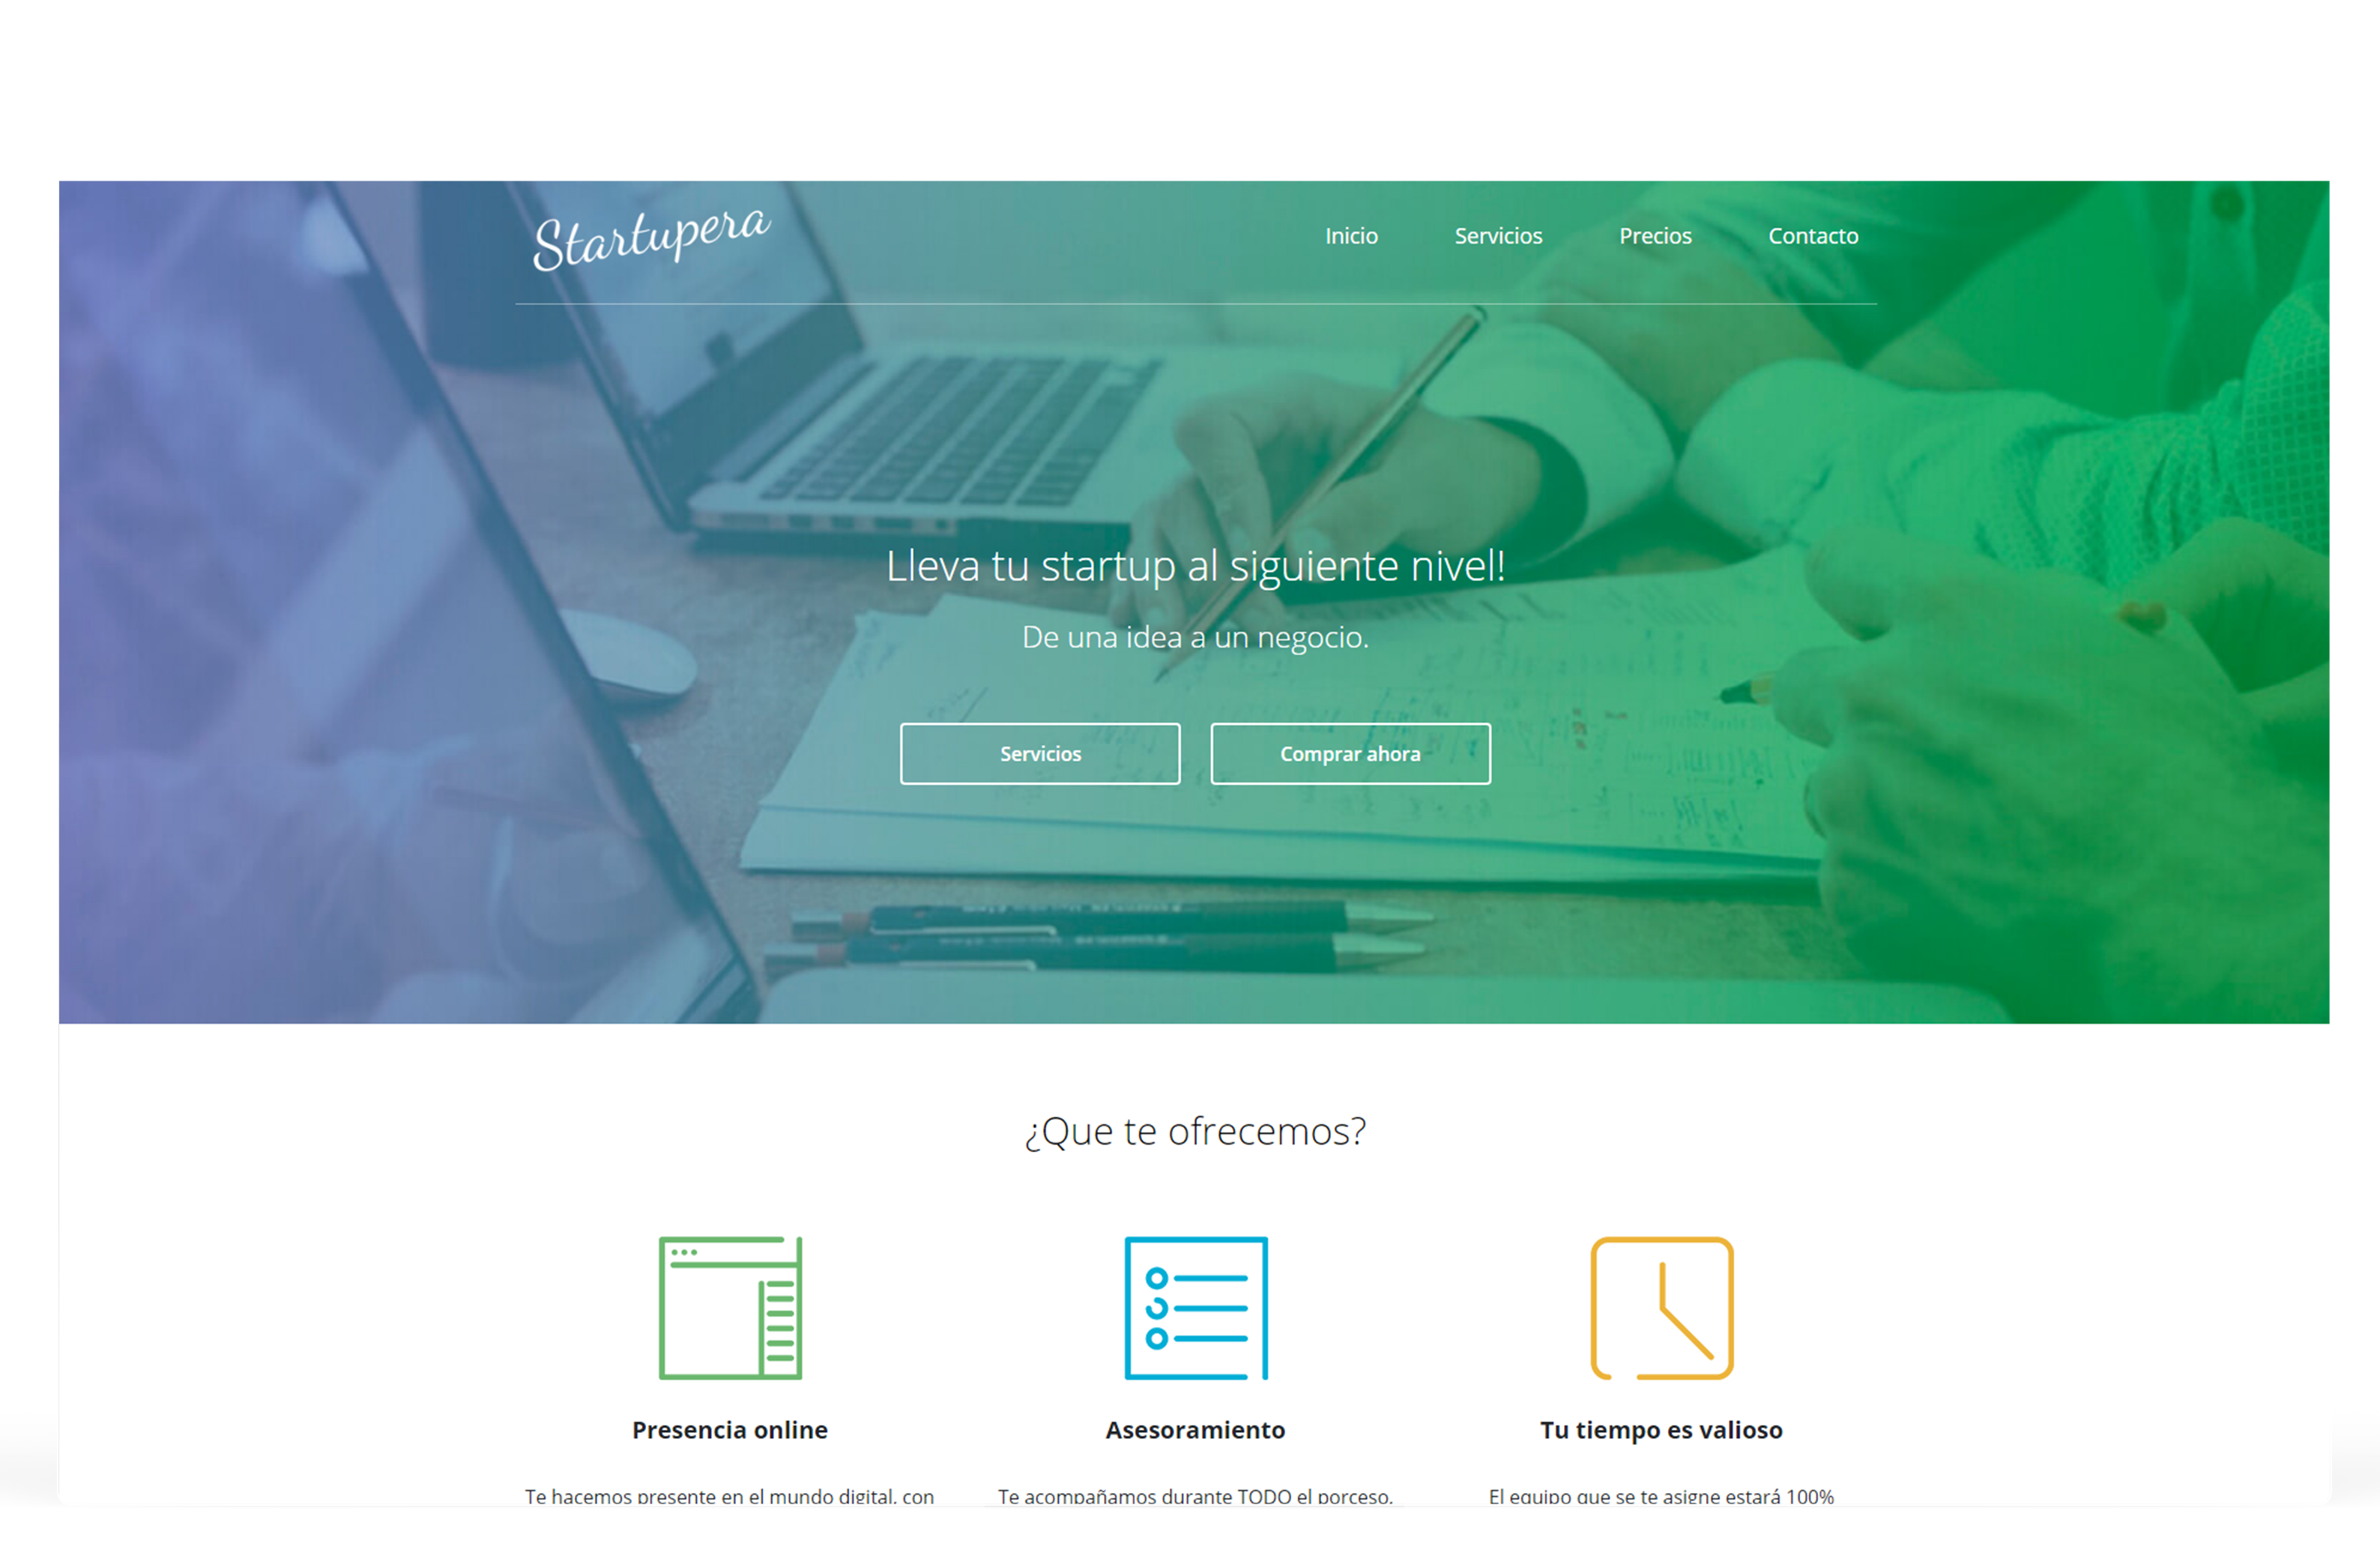 Startupera
Inicio Servicios Precios Contacto
Lleva tu startup al siguiente nivel!
De una idea a un negocio.
Servicios Comprar ahora
¿Que te ofrecemos?
Presencia online Asesoramiento Tu tiempo es valioso
Te hacemos presente en el mundo digital, con Te acompañamos durante TODO el porceso. El equipo que se te asigne estará 100%